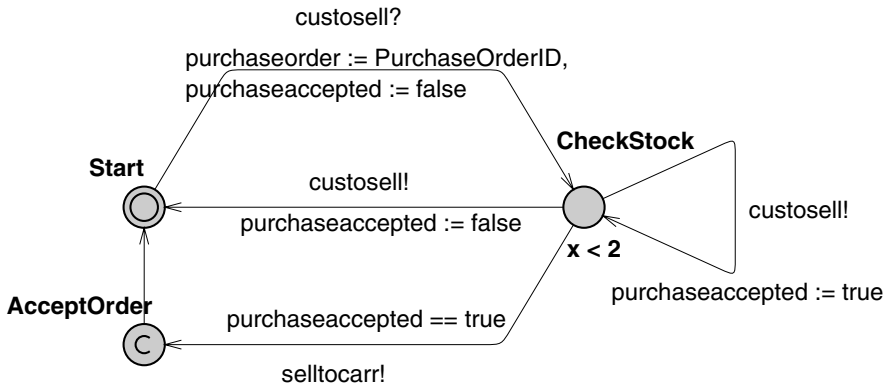 custosell?
purchaseorder := PurchaseOrderID,
purchaseaccepted := false
CheckStock
Start
custosell!
purchaseaccepted := false
custosell!
x < 2
purchaseaccepted := true
AcceptOrder
purchaseaccepted == true
C
selltocarr!